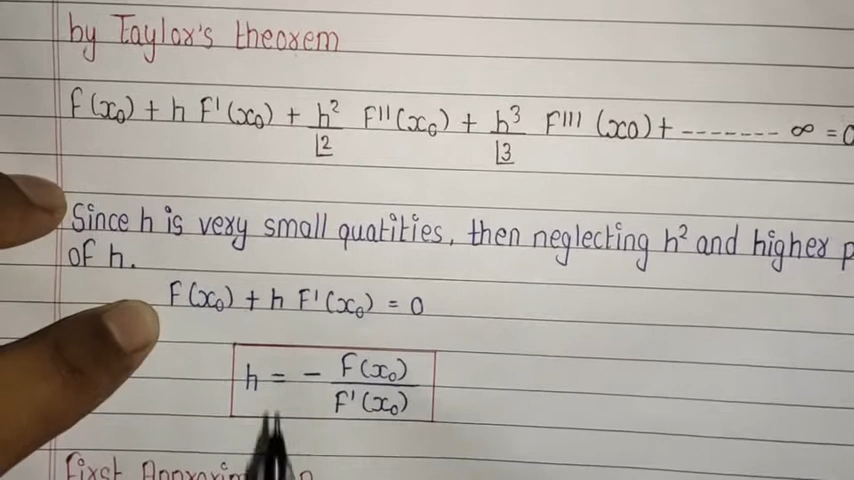 by Taylor's theorem
F(x₀) + h F'(x₀) + h²/⌊2 F''(x₀) + h³/⌊3 F'''(x0) + ------- ∞ = 0
Since h is very small quatities, then neglecting h² and higher
of h.
F(x₀) + h F'(x₀) = 0
h = - F(x₀)/F'(x₀)
First